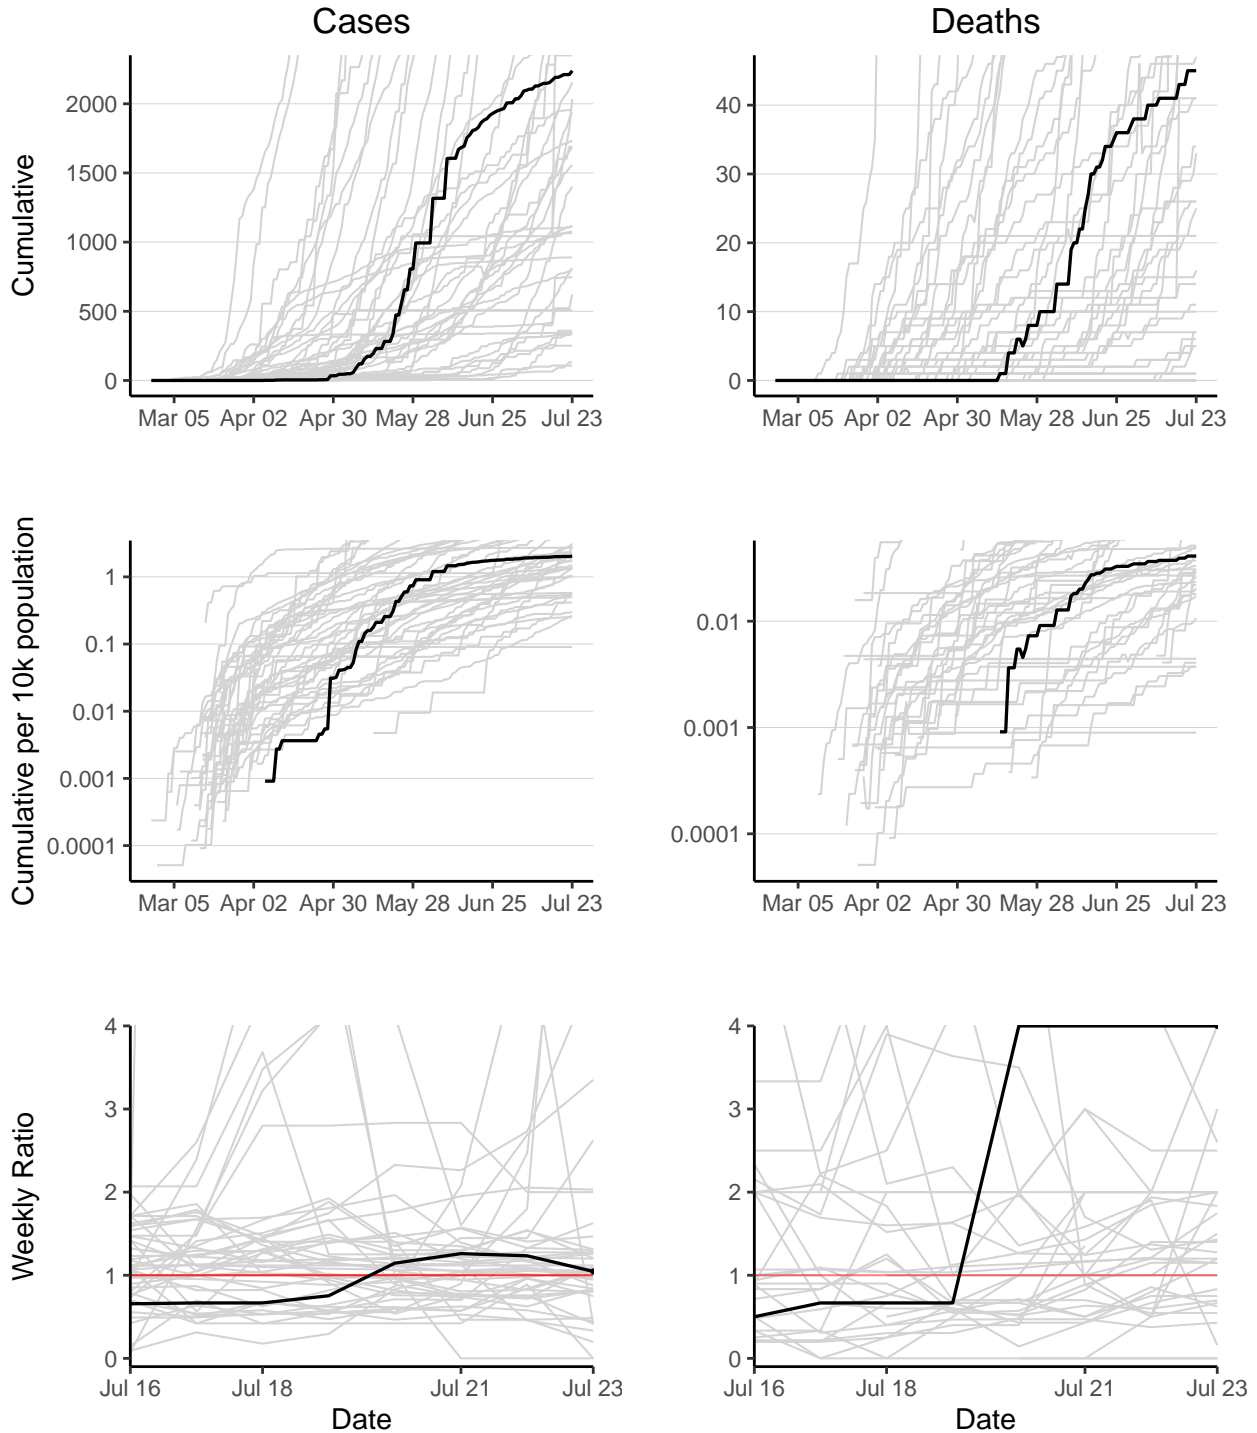 Cases
Deaths
Cumulative
2000
1500
1000
500
0
Mar 05 Apr 02 Apr 30 May 28 Jun 25 Jul 23
40
30
20
10
0
Mar 05 Apr 02 Apr 30 May 28 Jun 25 Jul 23
Cumulative per 10k population
1
0.1
0.01
0.001
0.0001
Mar 05 Apr 02 Apr 30 May 28 Jun 25 Jul 23
0.01
0.001
0.0001
Mar 05 Apr 02 Apr 30 May 28 Jun 25 Jul 23
Weekly Ratio
4
3
2
1
0
Jul 16 Jul 18 Jul 21 Jul 23
Date
4
3
2
1
0
Jul 16 Jul 18 Jul 21 Jul 23
Date